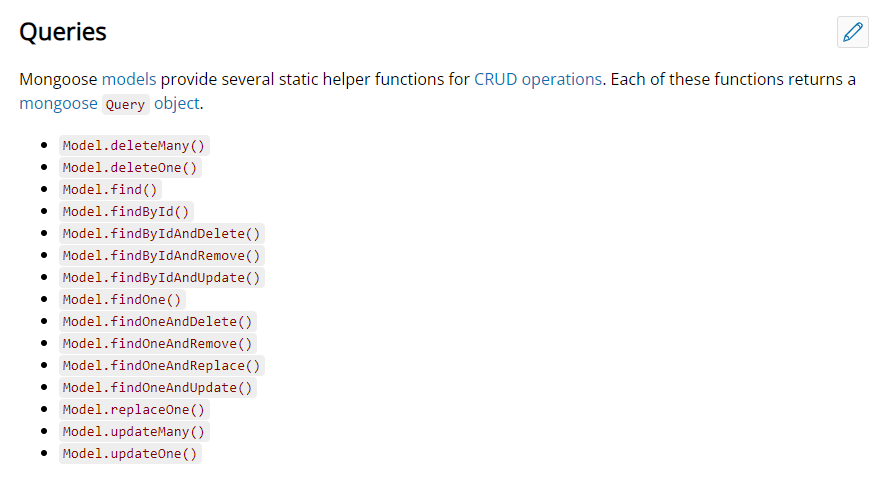 Queries
Mongoose models provide several static helper functions for CRUD operations. Each of these functions returns a
mongoose Query object.
Model.deleteMany()
Model.deleteOne()
Model.find()
Model.findById()
Model.findByIdAndDelete()
Model.findByIdAndRemove()
Model.findByIdAndUpdate()
Model.findOne()
Model.findOneAndDelete()
Model.findOneAndRemove()
Model.findOneAndReplace()
Model.findOneAndUpdate()
Model.replaceOne()
Model.updateMany()
Model.updateOne()